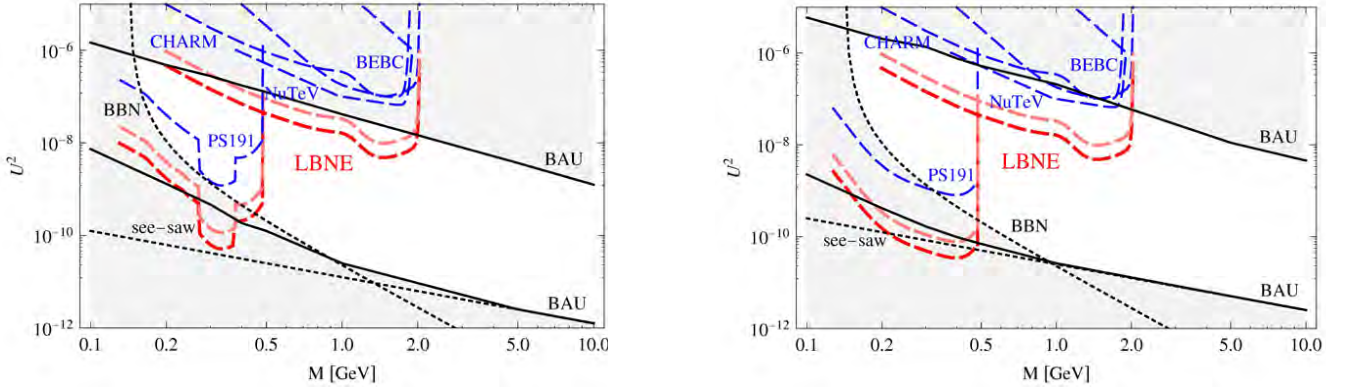 10⁻⁶
10⁻⁸
10⁻¹⁰
10⁻¹²
U²
CHARM
BEBC
NuTeV
BBN
PS191
LBNE
BAU
see-saw
BAU
0.1 0.2 0.5 1.0 2.0 5.0 10.0
M [GeV]
10⁻⁶
10⁻⁸
10⁻¹⁰
10⁻¹²
U²
CHARM
BEBC
NuTeV
PS191
LBNE
BAU
see-saw
BBN
BAU
0.1 0.2 0.5 1.0 2.0 5.0 10.0
M [GeV]